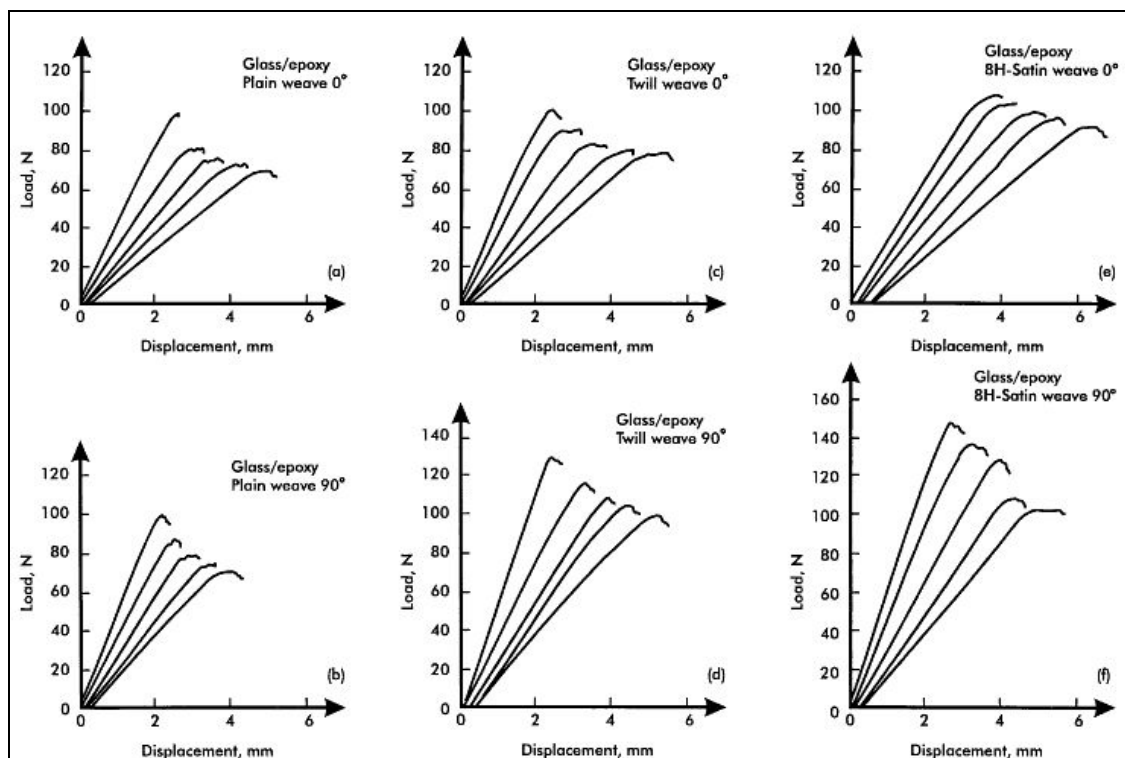 Glass/epoxy
Plain weave 0°
120
100
80
60
40
20
0
Load, N
0 2 4 6
Displacement, mm
(a)
Glass/epoxy
Twill weave 0°
120
100
80
60
40
20
0
Load, N
0 2 4 6
Displacement, mm
(c)
Glass/epoxy
8H-Satin weave 0°
120
100
80
60
40
20
0
Load, N
0 2 4 6
Displacement, mm
(e)
Glass/epoxy
Plain weave 90°
120
100
80
60
40
20
0
Load, N
0 2 4 6
Displacement, mm
(b)
Glass/epoxy
Twill weave 90°
140
120
100
80
60
40
20
0
Load, N
0 2 4 6
Displacement, mm
(d)
Glass/epoxy
8H-Satin weave 90°
160
140
120
100
80
60
40
20
0
Load, N
0 2 4 6
Displacement, mm
(f)